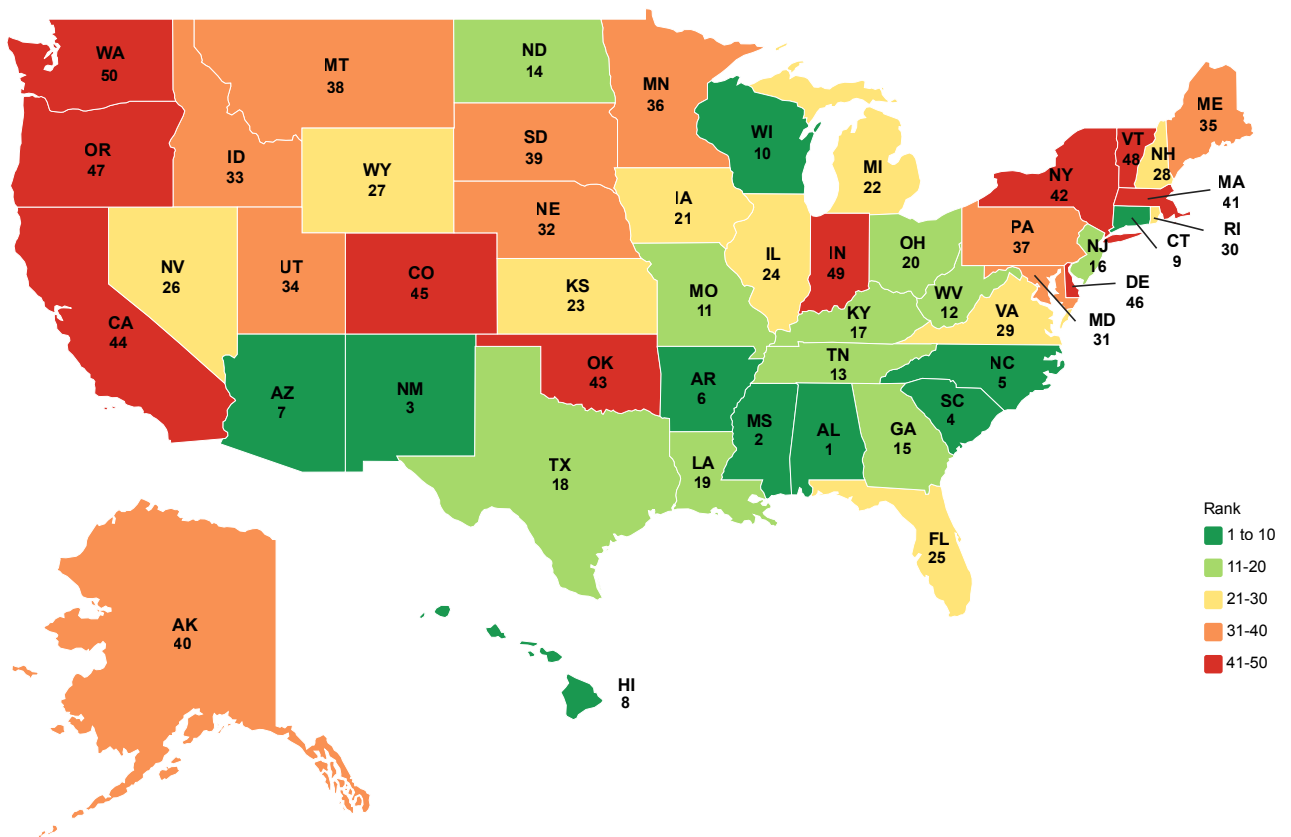 WA
50
MT
38
ND
14
MN
36
ME
35
OR
47
ID
33
WY
27
SD
39
WI
10
MI
22
VT
48
NH
28
NY
42
MA
41
RI
30
CT
9
NV
26
UT
34
CO
45
NE
32
KS
23
IA
21
IL
24
IN
49
OH
20
PA
37
NJ
16
DE
46
MD
31
CA
44
MO
11
KY
17
WV
12
VA
29
AZ
7
NM
3
OK
43
AR
6
TN
13
NC
5
SC
4
MS
2
AL
1
GA
15
TX
18
LA
19
FL
25
AK
40
HI
8
Rank
1 to 10
11-20
21-30
31-40
41-50